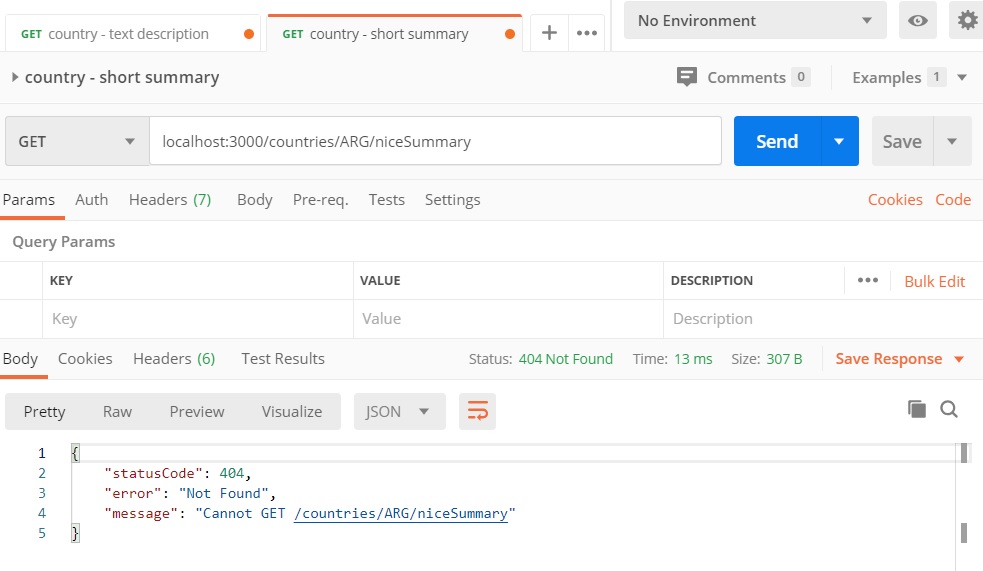 GET country - text description GET country - short summary + ••• No Environment
country - short summary Comments 0 Examples 1
GET localhost:3000/countries/ARG/niceSummary Send Save
Params Auth Headers (7) Body Pre-req. Tests Settings Cookies Code
Query Params
KEY VALUE DESCRIPTION ••• Bulk Edit
Key Value Description
Body Cookies Headers (6) Test Results Status: 404 Not Found Time: 13 ms Size: 307 B Save Response
Pretty Raw Preview Visualize JSON
1 {
2 "statusCode": 404,
3 "error": "Not Found",
4 "message": "Cannot GET /countries/ARG/niceSummary"
5 }